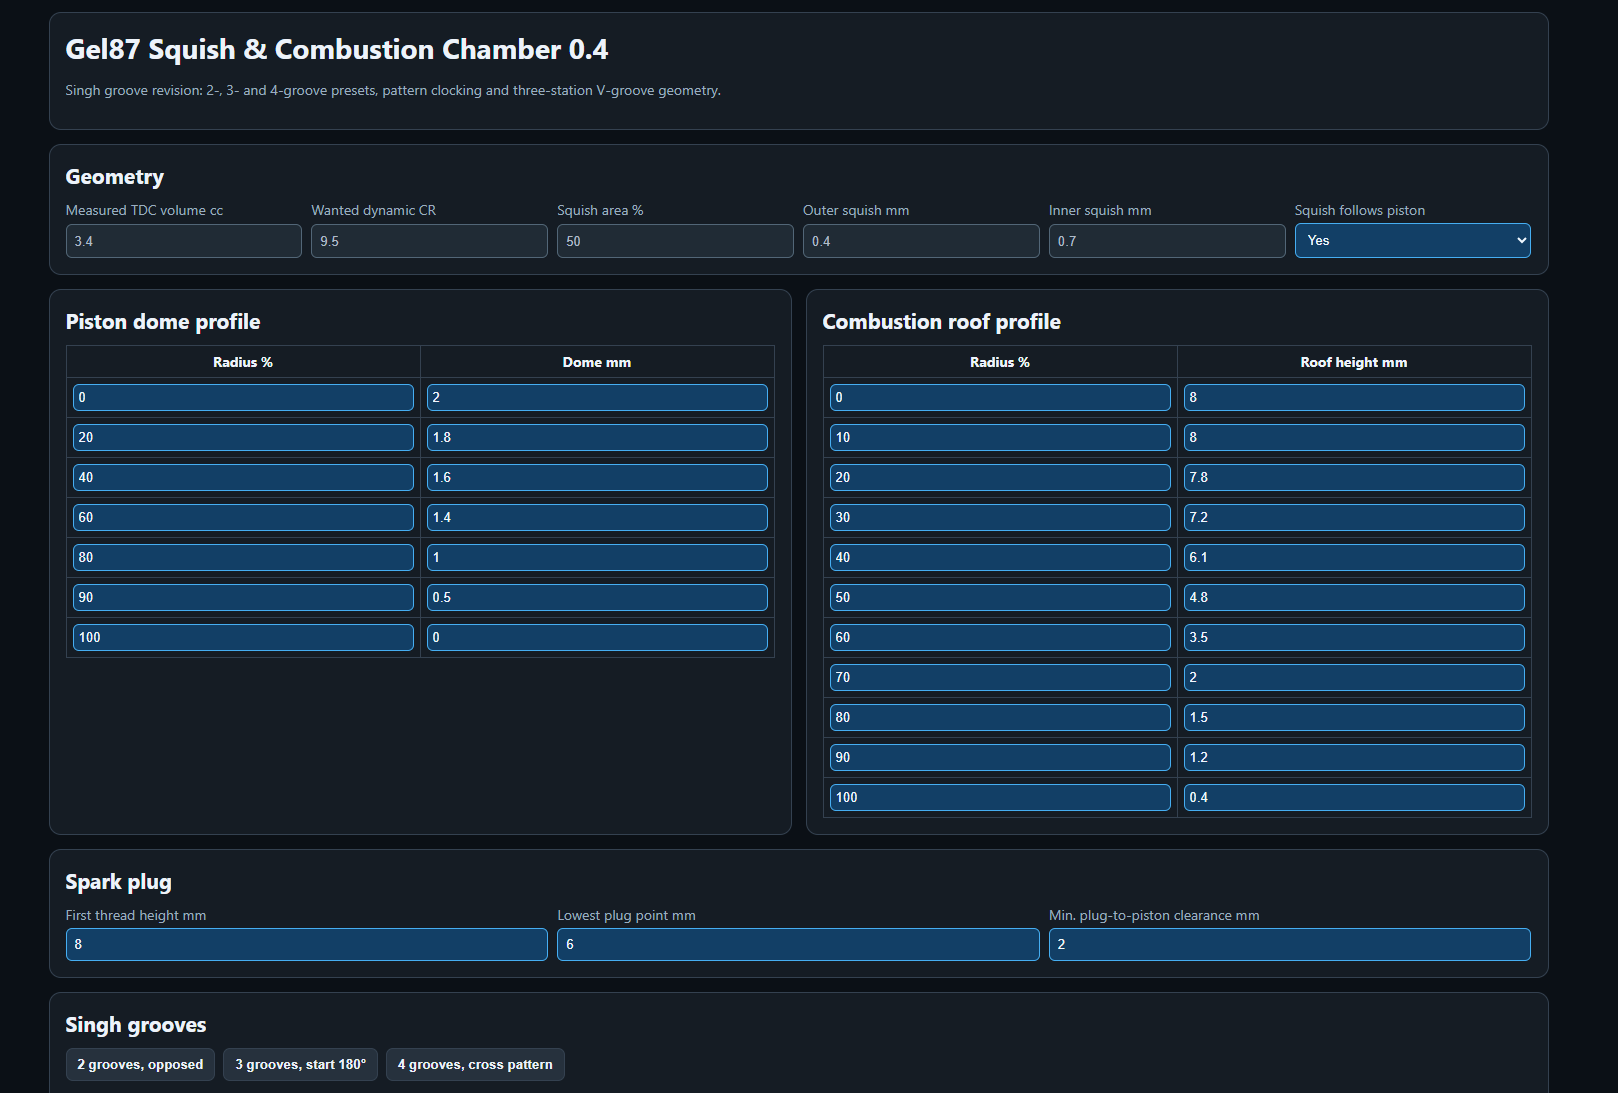 Gel87 Squish & Combustion Chamber 0.4
Singh groove revision: 2-, 3- and 4-groove presets, pattern clocking and three-station V-groove geometry.
Geometry
Measured TDC volume cc Wanted dynamic CR Squish area % Outer squish mm Inner squish mm Squish follows piston
3.4 9.5 50 0.4 0.7 Yes
Piston dome profile
Radius % Dome mm
0 2
20 1.8
40 1.6
60 1.4
80 1
90 0.5
100 0
Combustion roof profile
Radius % Roof height mm
0 8
10 8
20 7.8
30 7.2
40 6.1
50 4.8
60 3.5
70 2
80 1.5
90 1.2
100 0.4
Spark plug
First thread height mm Lowest plug point mm Min. plug-to-piston clearance mm
8 6 2
Singh grooves
2 grooves, opposed 3 grooves, start 180° 4 grooves, cross pattern